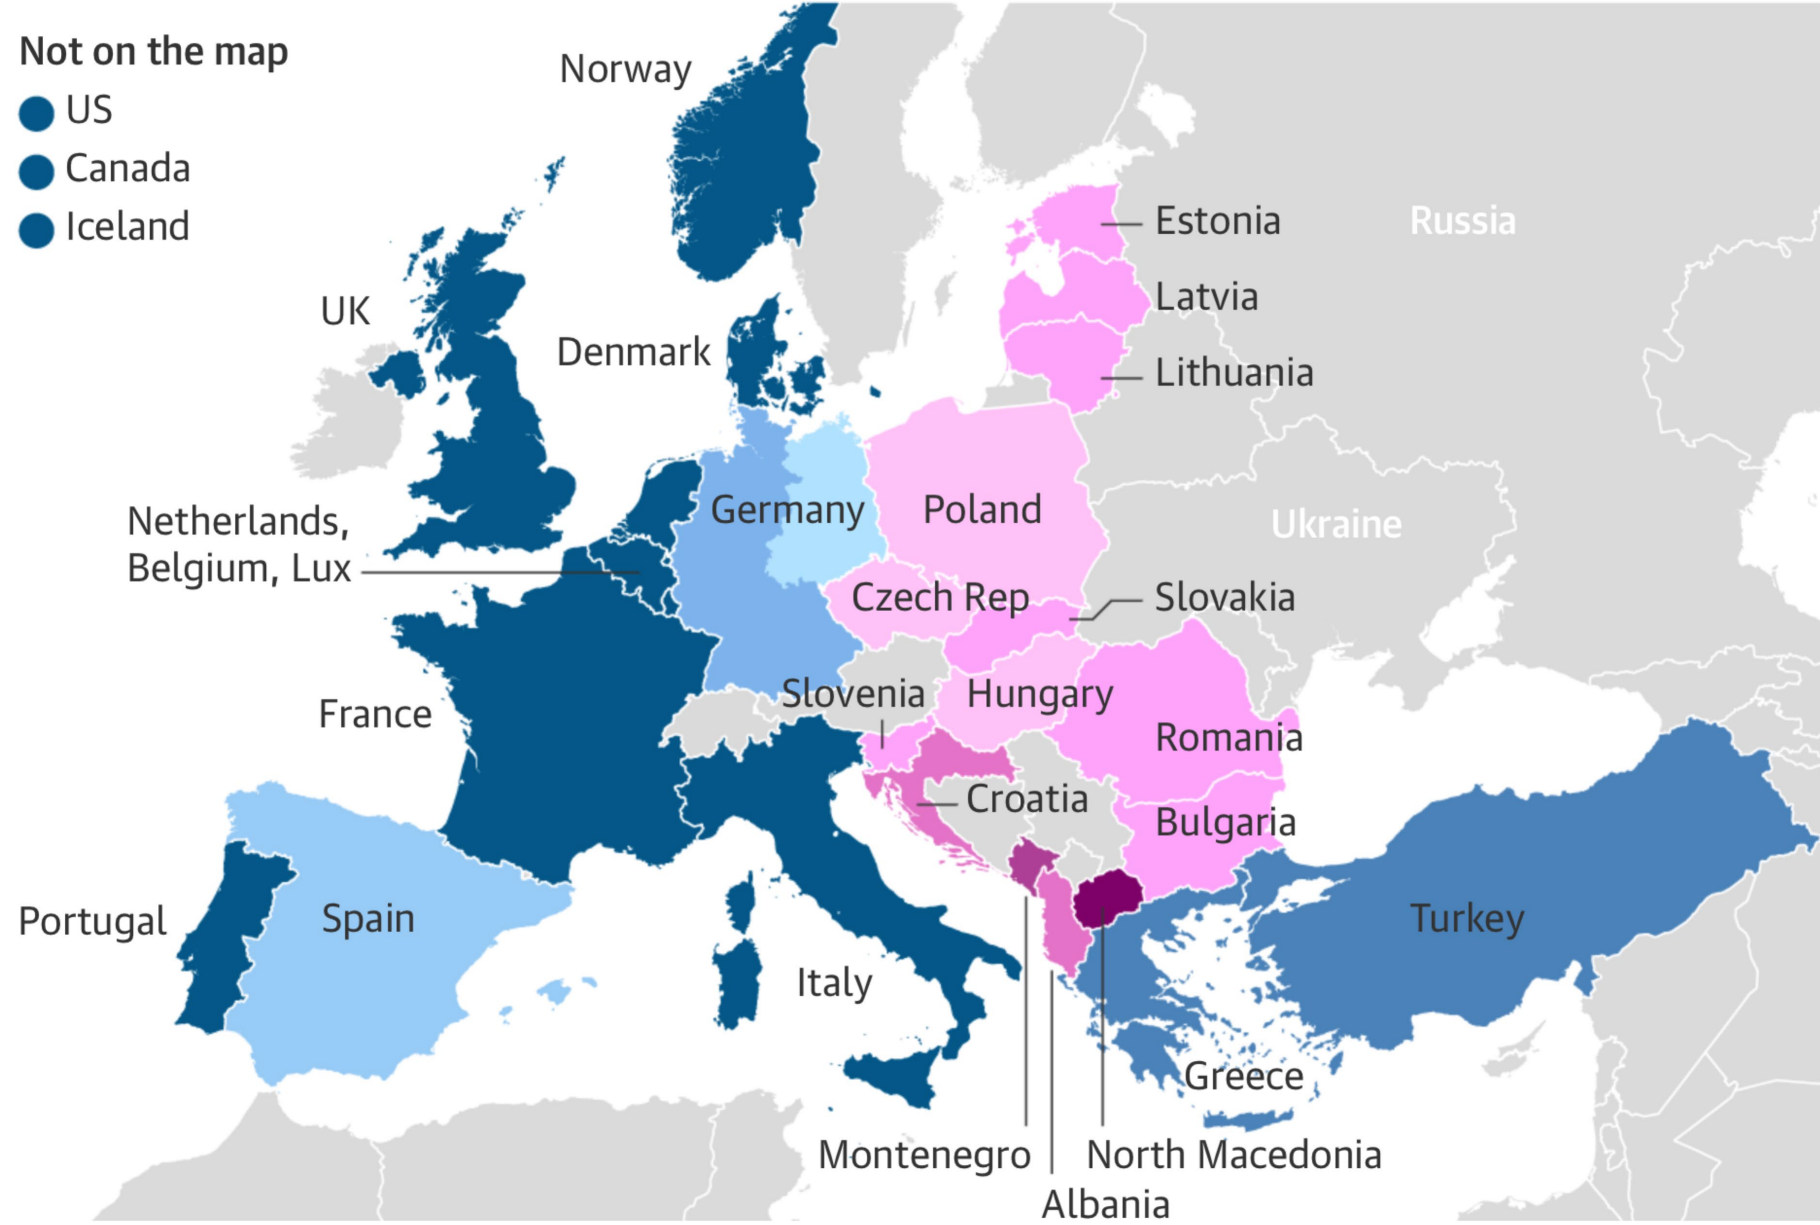 Not on the map
US
Canada
Iceland
Norway
Estonia
Russia
Latvia
UK
Denmark
Lithuania
Germany
Poland
Ukraine
Netherlands,
Belgium, Lux
Czech Rep
Slovakia
Slovenia
Hungary
France
Romania
Croatia
Bulgaria
Portugal
Spain
Turkey
Italy
Greece
Montenegro
North Macedonia
Albania